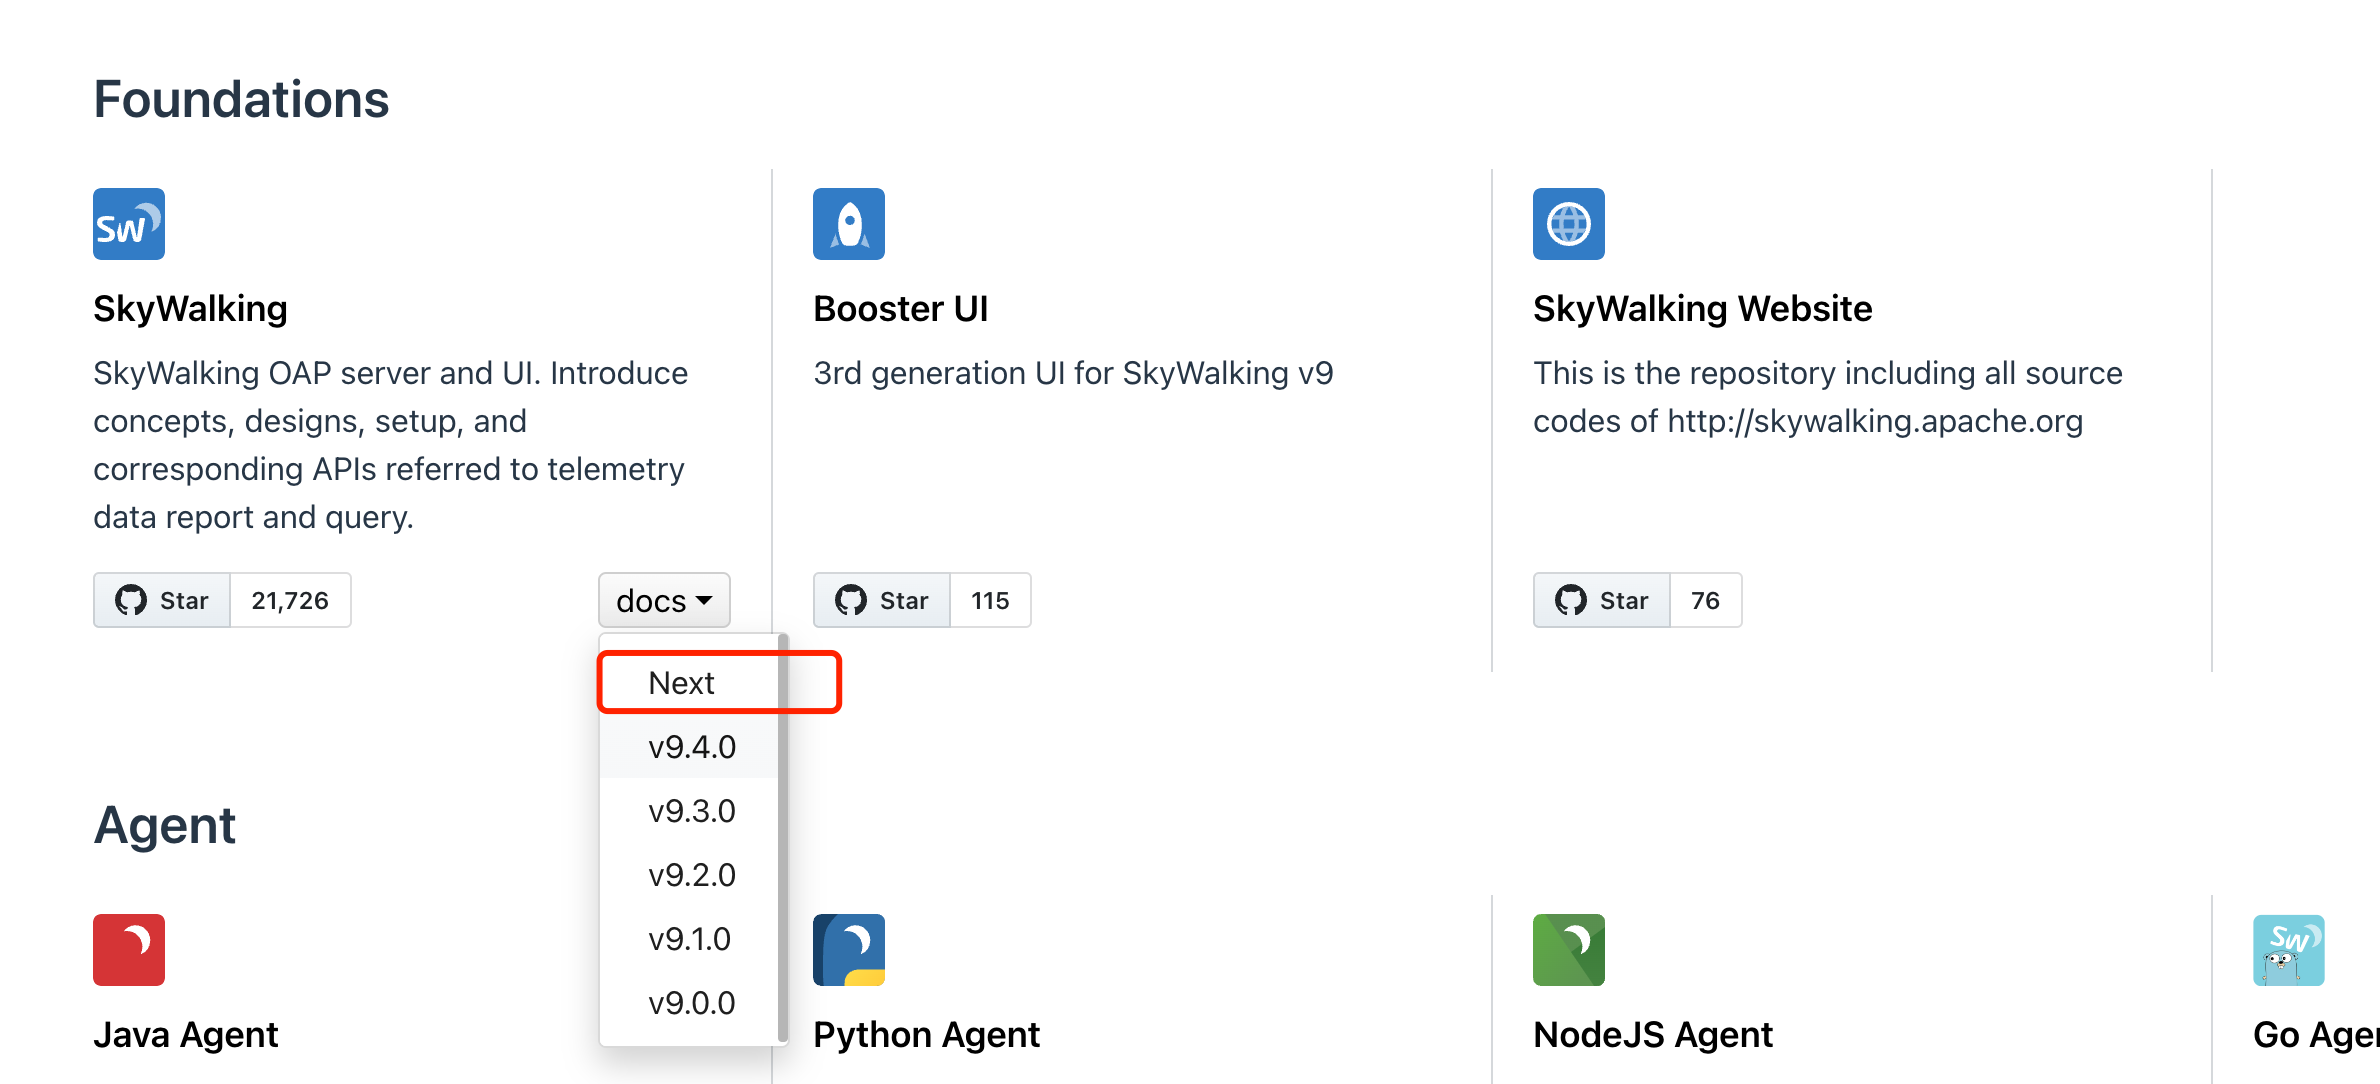 Foundations
SW
SkyWalking
SkyWalking OAP server and UI. Introduce
concepts, designs, setup, and
corresponding APIs referred to telemetry
data report and query.
Star 21,726
docs
Next
v9.4.0
v9.3.0
v9.2.0
v9.1.0
v9.0.0
Booster UI
3rd generation UI for SkyWalking v9
Star 115
SkyWalking Website
This is the repository including all source
codes of http://skywalking.apache.org
Star 76
Agent
Java Agent
Python Agent
NodeJS Agent
SW
Go Ager